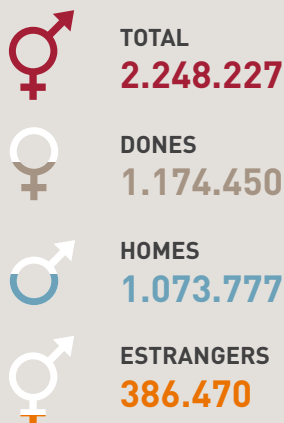 TOTAL
2.248.227
DONES
1.174.450
HOMES
1.073.777
ESTRANGERS
386.470